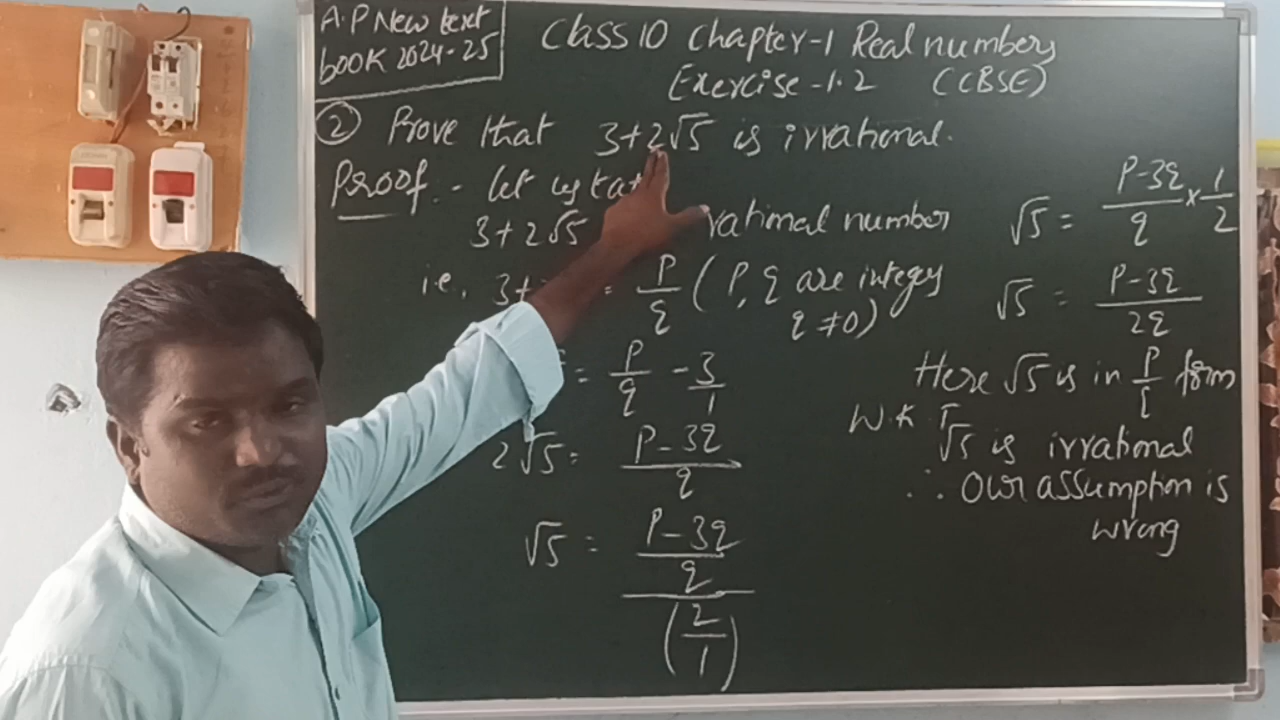 A.P New text
book 2024-25
Class 10 Chapter-1 Real numbers
Exercise-1.2 (CBSE)
② Prove that 3+2√5 is irrational.
Proof :- let us
3+2√5 rational number
i.e, = P/q (P, q are integers
q ≠ 0)
= P/q - 3/1
2√5 = P-3q/q
√5 = P-3q/q/(2/1)
√5 = P-3q/q × 1/2
√5 = P-3q/2q
Here √5 is in P/q form
W.K.T
√5 is irrational
∴ Our assumption is
wrong